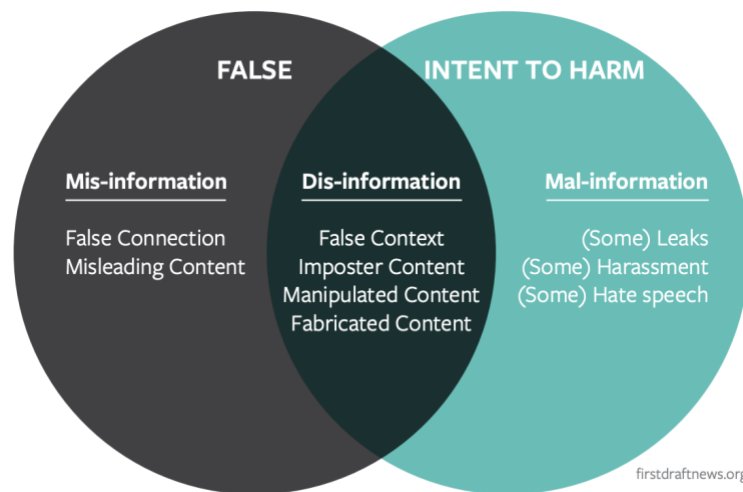 FALSE
INTENT TO HARM
Mis-information
False Connection
Misleading Content
Dis-information
False Context
Imposter Content
Manipulated Content
Fabricated Content
Mal-information
(Some) Leaks
(Some) Harassment
(Some) Hate speech
firstdraftnews.org